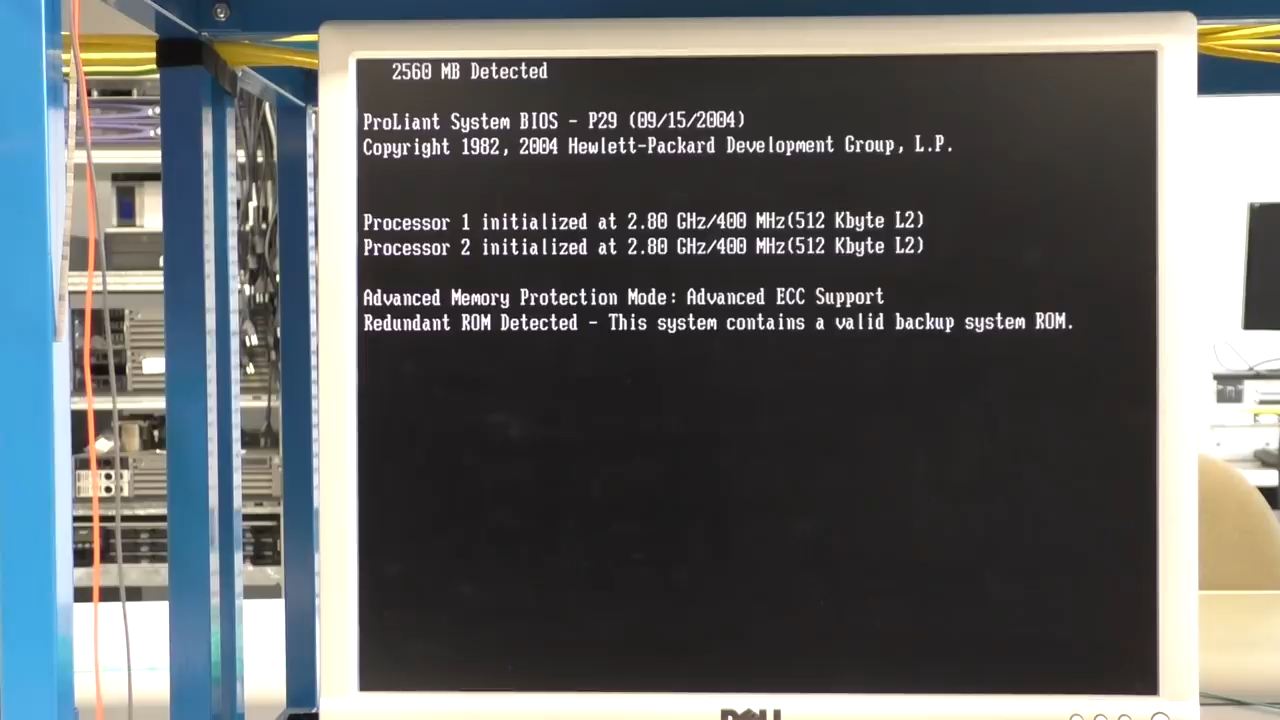 2560 MB Detected
ProLiant System BIOS - P29 (09/15/2004)
Copyright 1982, 2004 Hewlett-Packard Development Group, L.P.
Processor 1 initialized at 2.80 GHz/400 MHz(512 Kbyte L2)
Processor 2 initialized at 2.80 GHz/400 MHz(512 Kbyte L2)
Advanced Memory Protection Mode: Advanced ECC Support
Redundant ROM Detected - This system contains a valid backup system ROM.
DELL